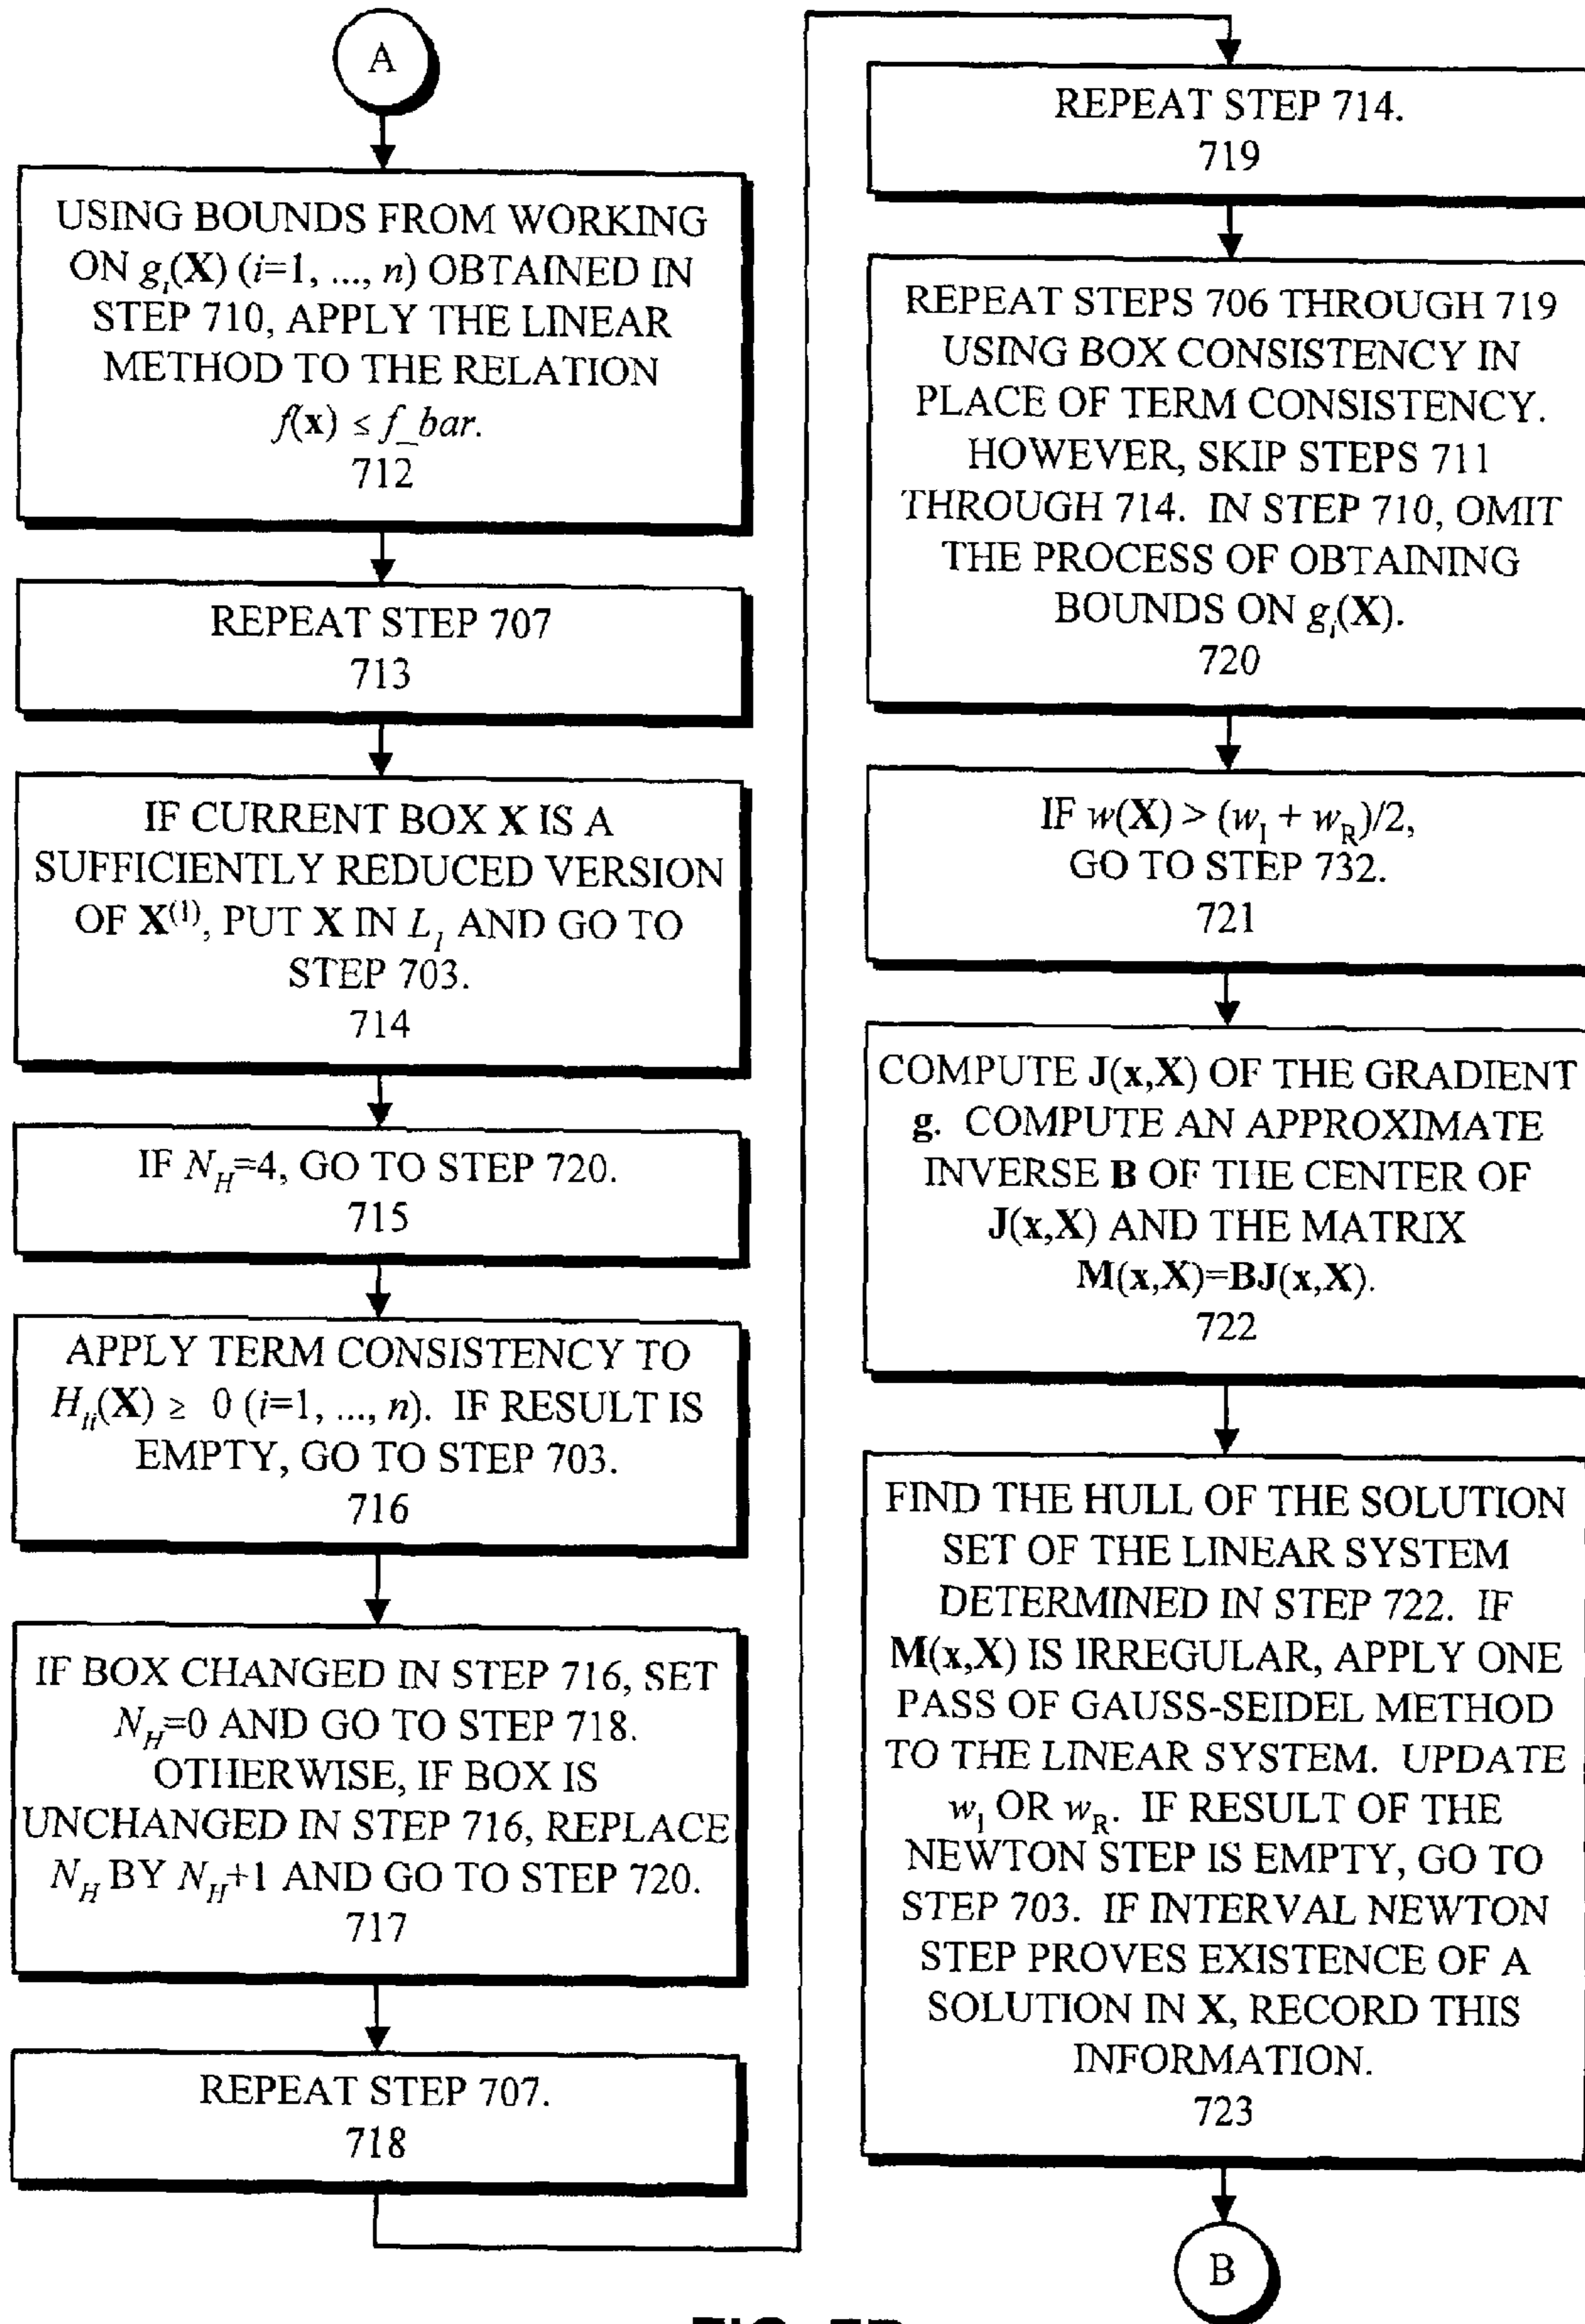 A
USING BOUNDS FROM WORKING
ON gᵢ(X) (i=1, ..., n) OBTAINED IN
STEP 710, APPLY THE LINEAR
METHOD TO THE RELATION
f(x) ≤ f_bar.
712
REPEAT STEP 707
713
IF CURRENT BOX X IS A
SUFFICIENTLY REDUCED VERSION
OF X⁽¹⁾, PUT X IN L₁ AND GO TO
STEP 703.
714
IF N_H=4, GO TO STEP 720.
715
APPLY TERM CONSISTENCY TO
Hᵢᵢ(X) ≥ 0 (i=1, ..., n). IF RESULT IS
EMPTY, GO TO STEP 703.
716
IF BOX CHANGED IN STEP 716, SET
N_H=0 AND GO TO STEP 718.
OTHERWISE, IF BOX IS
UNCHANGED IN STEP 716, REPLACE
N_H BY N_H+1 AND GO TO STEP 720.
717
REPEAT STEP 707.
718
REPEAT STEP 714.
719
REPEAT STEPS 706 THROUGH 719
USING BOX CONSISTENCY IN
PLACE OF TERM CONSISTENCY.
HOWEVER, SKIP STEPS 711
THROUGH 714. IN STEP 710, OMIT
THE PROCESS OF OBTAINING
BOUNDS ON gᵢ(X).
720
IF w(X) > (w_I + w_R)/2,
GO TO STEP 732.
721
COMPUTE J(x,X) OF THE GRADIENT
g. COMPUTE AN APPROXIMATE
INVERSE B OF THE CENTER OF
J(x,X) AND THE MATRIX
M(x,X)=BJ(x,X).
722
FIND THE HULL OF THE SOLUTION
SET OF THE LINEAR SYSTEM
DETERMINED IN STEP 722. IF
M(x,X) IS IRREGULAR, APPLY ONE
PASS OF GAUSS-SEIDEL METHOD
TO THE LINEAR SYSTEM. UPDATE
w_I OR w_R. IF RESULT OF THE
NEWTON STEP IS EMPTY, GO TO
STEP 703. IF INTERVAL NEWTON
STEP PROVES EXISTENCE OF A
SOLUTION IN X, RECORD THIS
INFORMATION.
723
B